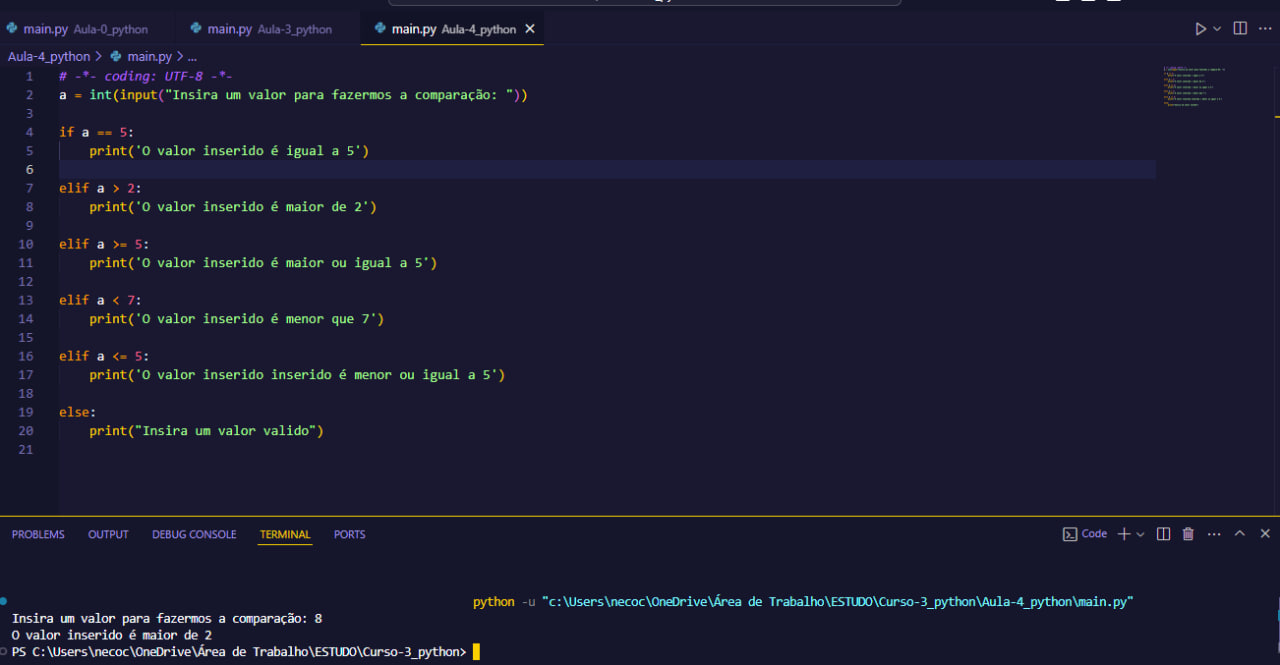 main.py Aula-0_python main.py Aula-3_python main.py Aula-4_python
Aula-4_python > main.py > ...
1 # -*- coding: UTF-8 -*-
2 a = int(input("Insira um valor para fazermos a comparação: "))
3
4 if a == 5:
5 print('O valor inserido é igual a 5')
6
7 elif a > 2:
8 print('O valor inserido é maior de 2')
9
10 elif a >= 5:
11 print('O valor inserido é maior ou igual a 5')
12
13 elif a < 7:
14 print('O valor inserido é menor que 7')
15
16 elif a <= 5:
17 print('O valor inserido inserido é menor ou igual a 5')
18
19 else:
20 print("Insira um valor valido")
21
PROBLEMS OUTPUT DEBUG CONSOLE TERMINAL PORTS Code
python -u "c:\Users\necoc\OneDrive\Área de Trabalho\ESTUDO\Curso-3_python\Aula-4_python\main.py"
Insira um valor para fazermos a comparação: 8
O valor inserido é maior de 2
PS C:\Users\necoc\OneDrive\Área de Trabalho\ESTUDO\Curso-3_python>